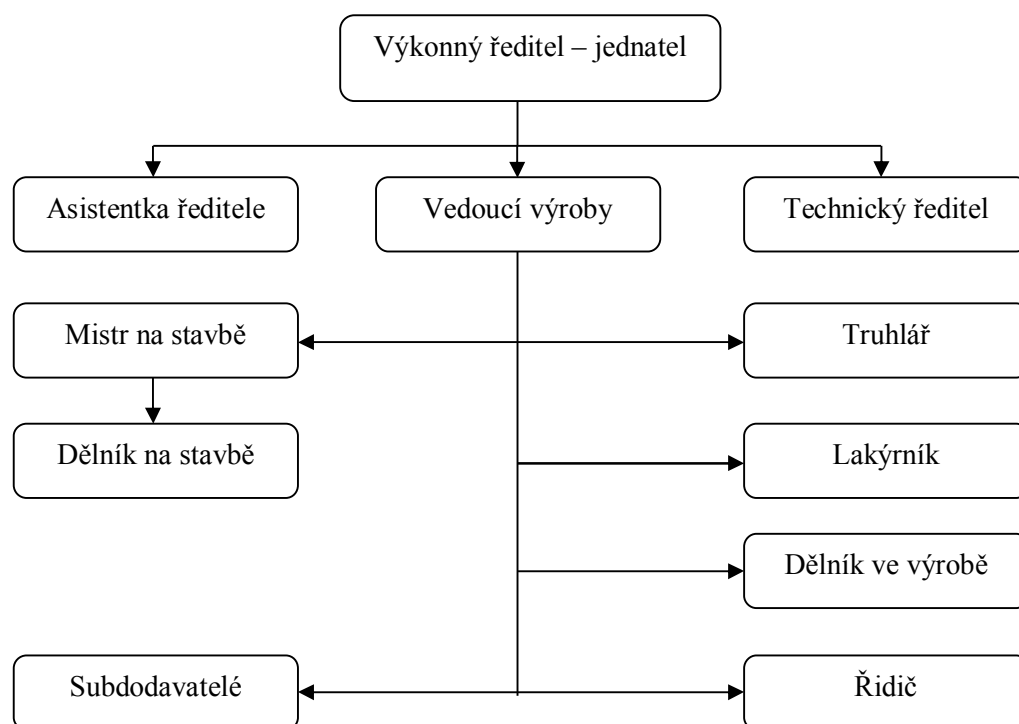 Výkonný ředitel – jednatel
Asistentka ředitele
Vedoucí výroby
Technický ředitel
Mistr na stavbě
Truhlář
Dělník na stavbě
Lakýrník
Dělník ve výrobě
Subdodavatelé
Řidič